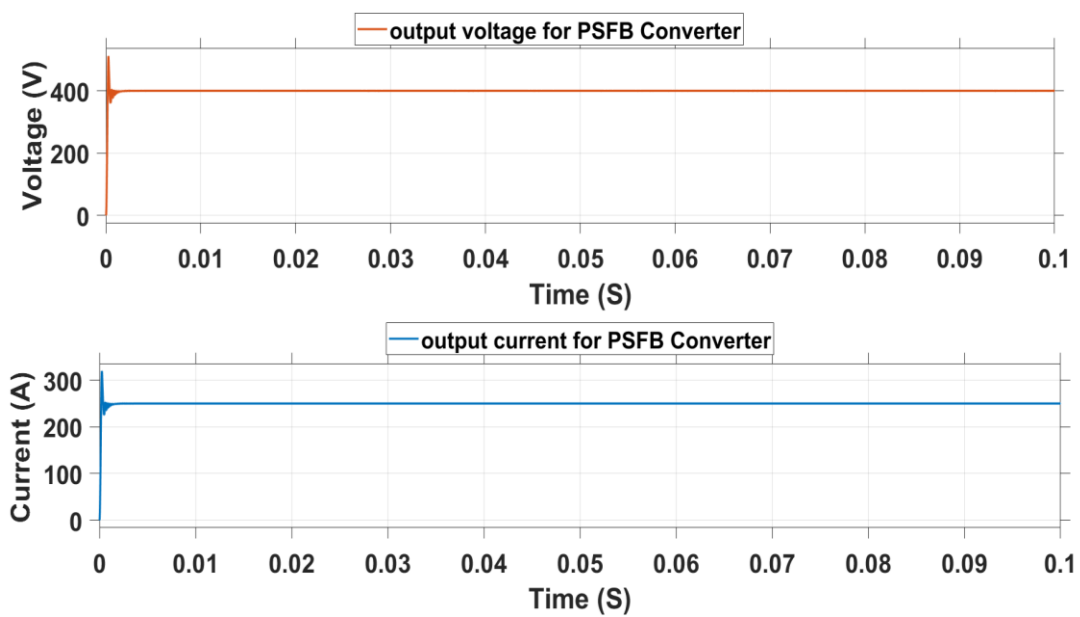 output voltage for PSFB Converter
Voltage (V)
400
200
0
0 0.01 0.02 0.03 0.04 0.05 0.06 0.07 0.08 0.09 0.1
Time (S)
output current for PSFB Converter
Current (A)
300
200
100
0
0 0.01 0.02 0.03 0.04 0.05 0.06 0.07 0.08 0.09 0.1
Time (S)